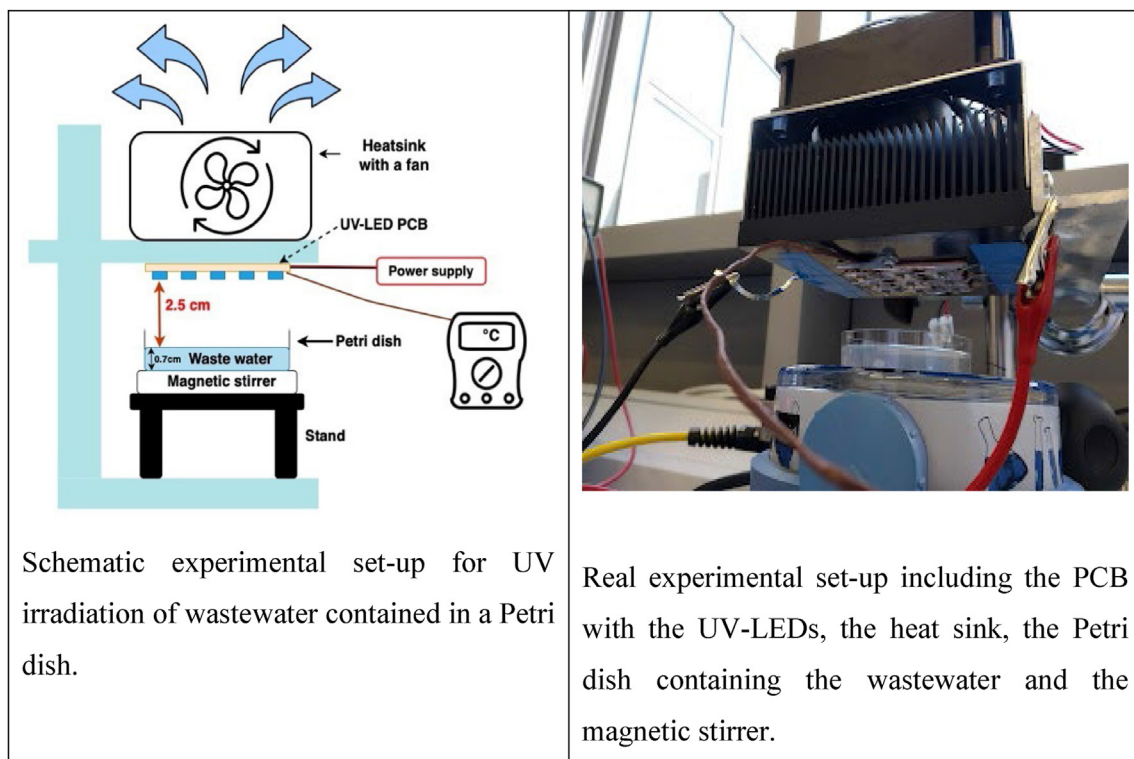 Heatsink
with a fan
UV-LED PCB
Power supply
2.5 cm
°C
Petri dish
0.7cm
Waste water
Magnetic stirrer
Stand
Schematic experimental set-up for UV
irradiation of wastewater contained in a Petri
dish.
Real experimental set-up including the PCB
with the UV-LEDs, the heat sink, the Petri
dish containing the wastewater and the
magnetic stirrer.